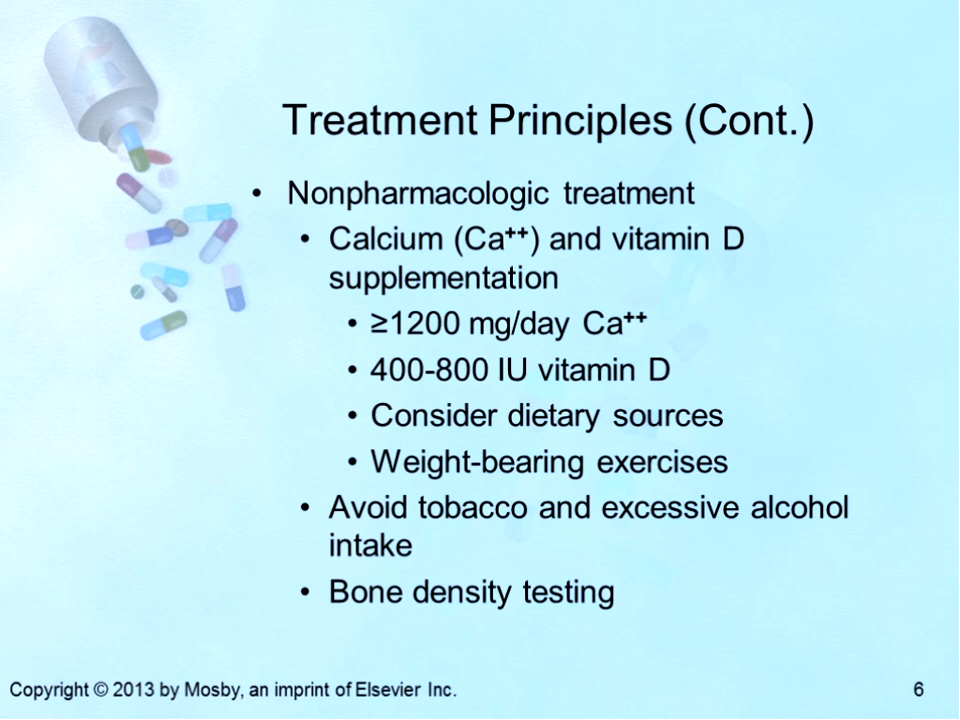 Treatment Principles (Cont.)
• Nonpharmacologic treatment
• Calcium (Ca⁺⁺) and vitamin D
supplementation
• ≥1200 mg/day Ca⁺⁺
• 400-800 IU vitamin D
• Consider dietary sources
• Weight-bearing exercises
• Avoid tobacco and excessive alcohol
intake
• Bone density testing
Copyright © 2013 by Mosby, an imprint of Elsevier Inc.
6